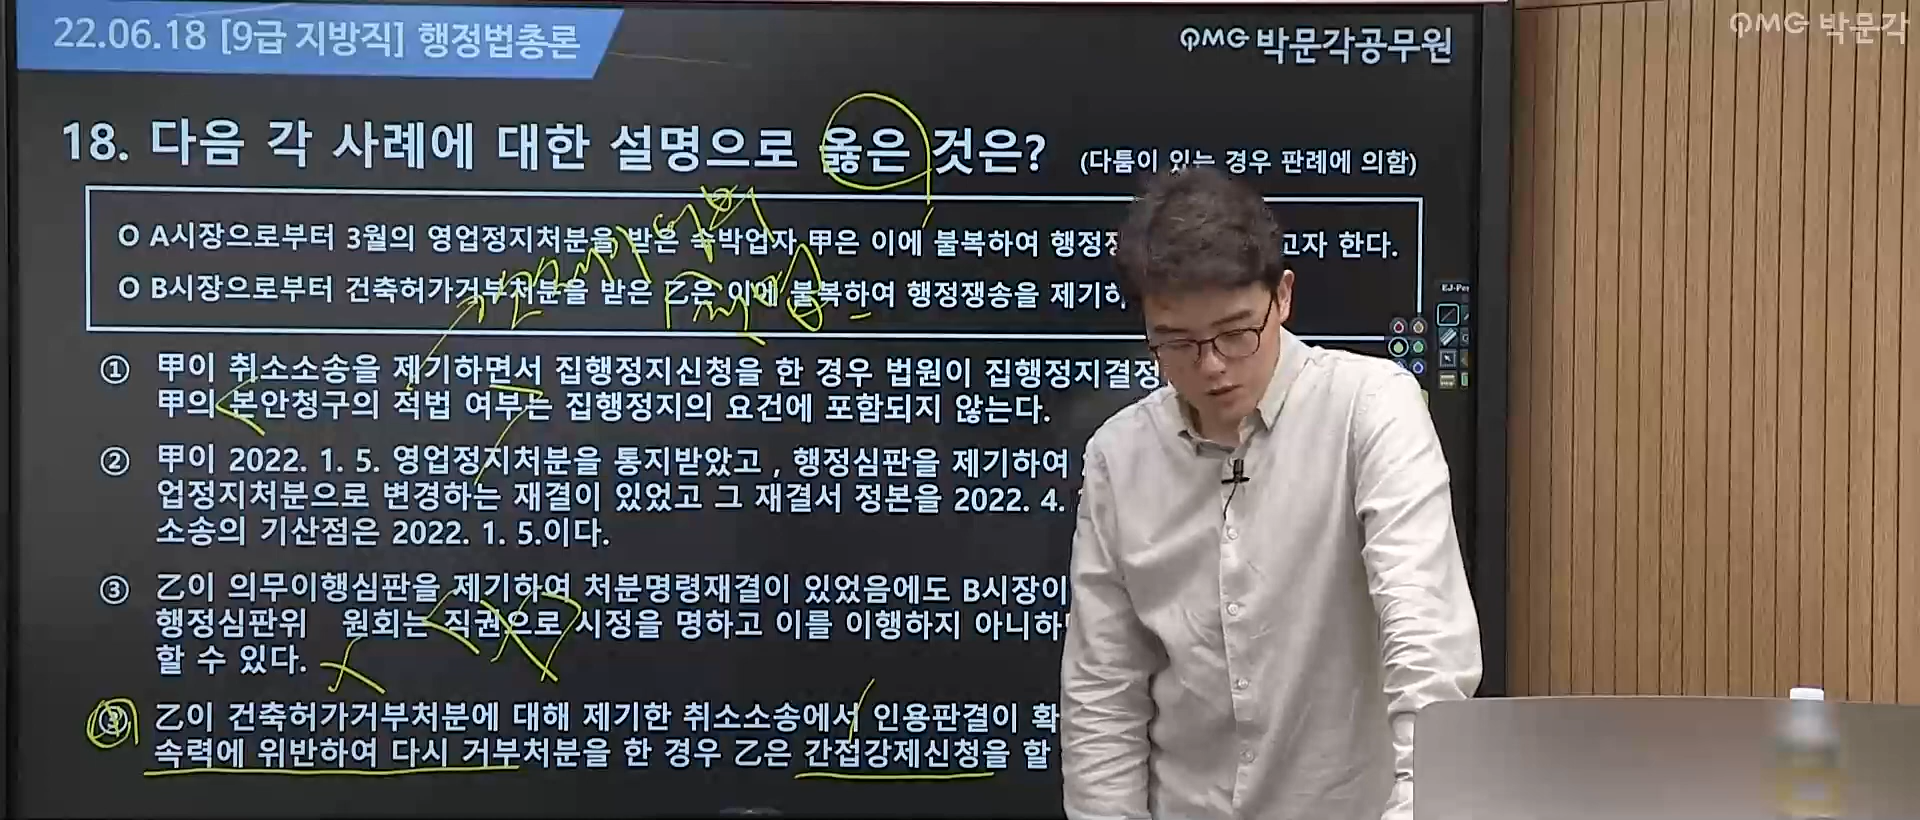 22.06.18 [9급 지방직] 행정법총론
박문각공무원
박문각
18. 다음 각 사례에 대한 설명으로 옳은 것은? (다툼이 있는 경우 판례에 의함)
O A시장으로부터 3월의 영업정지처분을 받은 숙박업자 甲은 이에 불복하여 행정쟁 고자 한다.
O B시장으로부터 건축허가거부처분을 받은 乙은 이에 불복하여 행정쟁송을 제기하
① 甲이 취소소송을 제기하면서 집행정지신청을 한 경우 법원이 집행정지결정
甲의 본안청구의 적법 여부는 집행정지의 요건에 포함되지 않는다.
② 甲이 2022. 1. 5. 영업정지처분을 통지받았고, 행정심판을 제기하여
업정지처분으로 변경하는 재결이 있었고 그 재결서 정본을 2022. 4.
소송의 기산점은 2022. 1. 5.이다.
③ 乙이 의무이행심판을 제기하여 처분명령재결이 있었음에도 B시장이
행정심판위 원회는 직권으로 시정을 명하고 이를 이행하지 아니하
할 수 있다.
乙이 건축허가거부처분에 대해 제기한 취소소송에서 인용판결이 확
속력에 위반하여 다시 거부처분을 한 경우 乙은 간접강제신청을 할